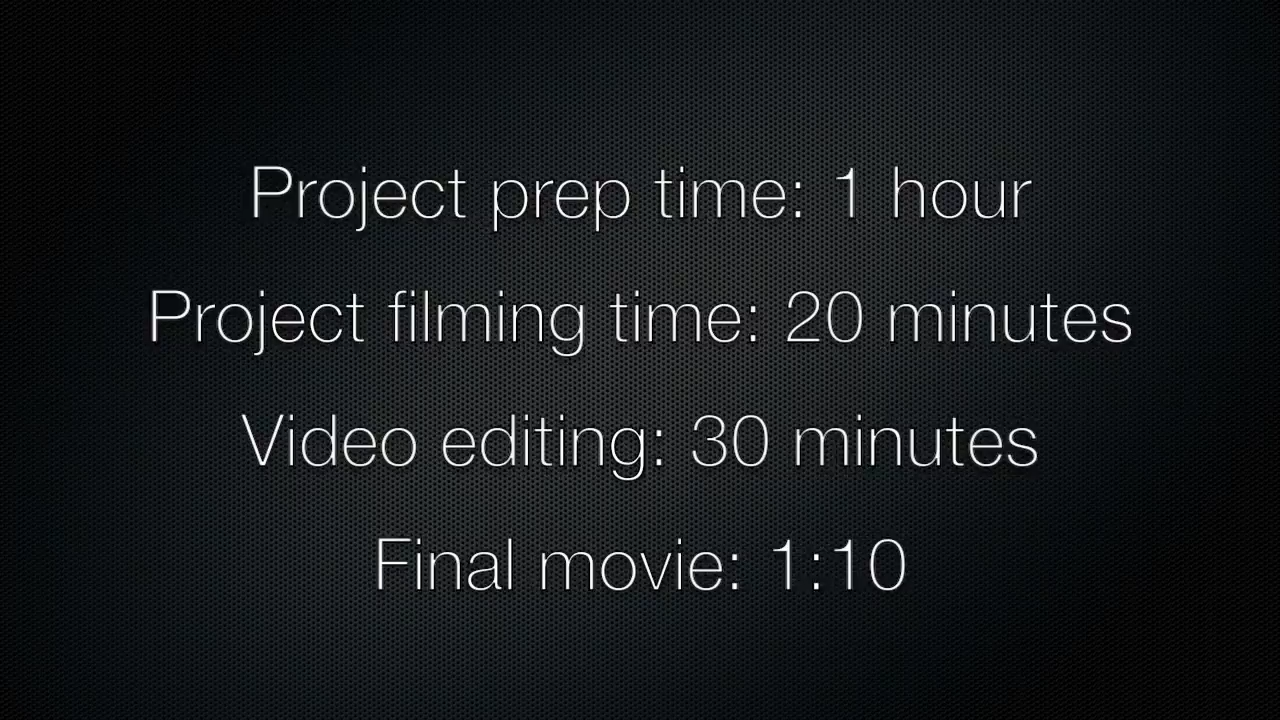 Project prep time: 1 hour
Project filming time: 20 minutes
Video editing: 30 minutes
Final movie: 1:10